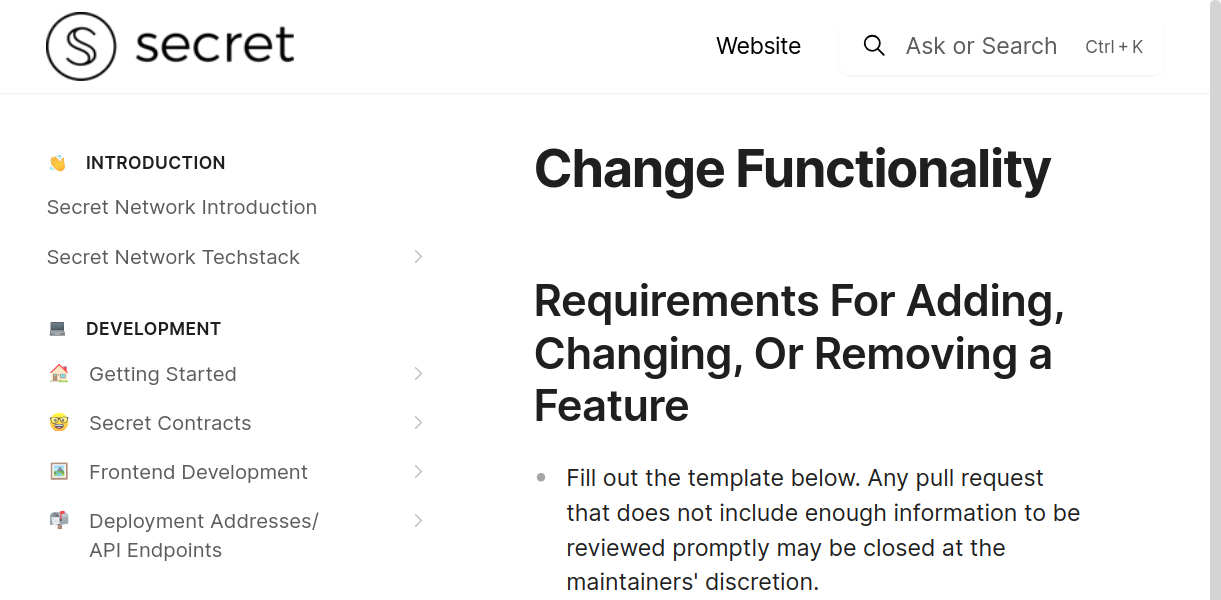 secret
Website
Ask or Search
Ctrl + K
INTRODUCTION
Secret Network Introduction
Secret Network Techstack
DEVELOPMENT
Getting Started
Secret Contracts
Frontend Development
Deployment Addresses/
API Endpoints
Change Functionality
Requirements For Adding,
Changing, Or Removing a
Feature
Fill out the template below. Any pull request
that does not include enough information to be
reviewed promptly may be closed at the
maintainers' discretion.